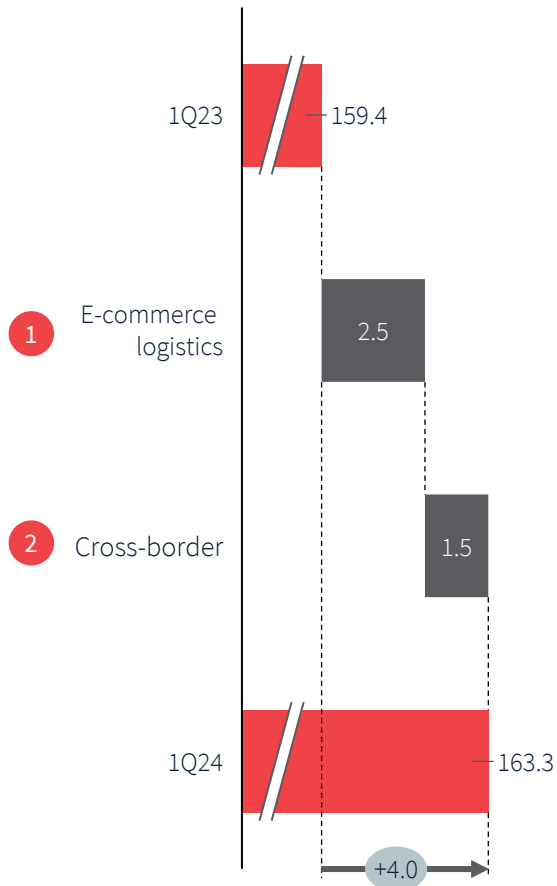 1Q23
159.4
1
E-commerce
logistics
2.5
2
Cross-border
1.5
1Q24
163.3
+4.0